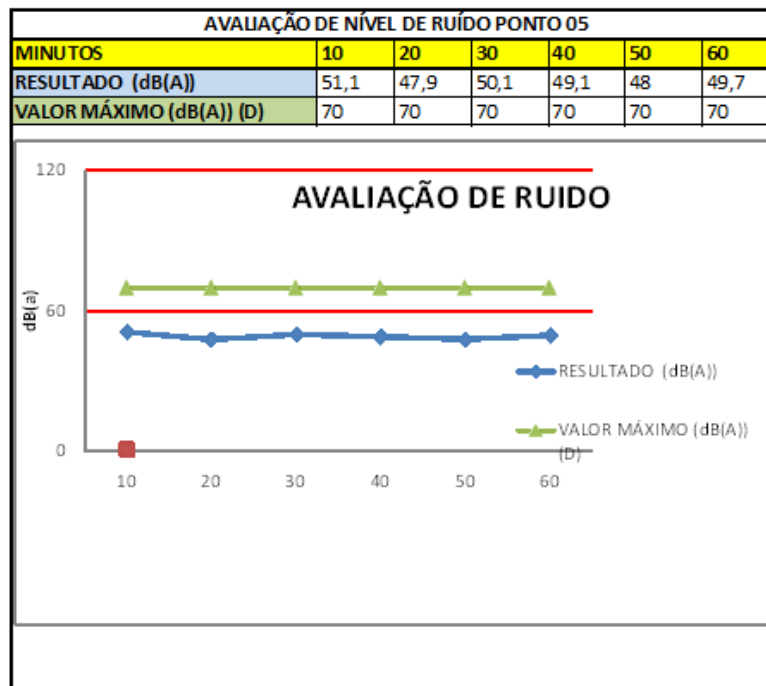 AVALIAÇÃO DE NÍVEL DE RUÍDO PONTO 05
MINUTOS 10 20 30 40 50 60
RESULTADO (dB(A)) 51,1 47,9 50,1 49,1 48 49,7
VALOR MÁXIMO (dB(A)) (D) 70 70 70 70 70 70
AVALIAÇÃO DE RUIDO
120
60
0
dB(a)
10 20 30 40 50 60
RESULTADO (dB(A))
VALOR MÁXIMO (dB(A))
(D)